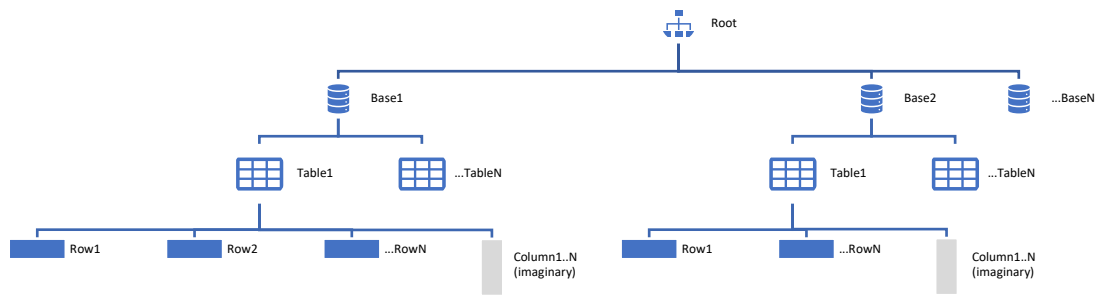 Root
Base1
Base2
...BaseN
Table1
...TableN
Table1
...TableN
Row1
Row2
...RowN
Column1..N
(imaginary)
Row1
...RowN
Column1..N
(imaginary)